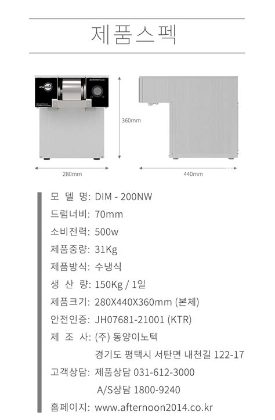 제품스펙
360mm
280mm
440mm
모 델 명: DIM - 200NW
드럼너비: 70mm
소비전력: 500w
제품중량: 31Kg
제품방식: 수냉식
생 산 량: 150Kg / 1일
제품크기: 280X440X360mm (본체)
안전인증: JH07681-21001 (KTR)
제 조 사: (주) 동양이노텍
경기도 평택시 서탄면 내천길 122-17
고객상담: 제품상담 031-612-3000
A/S상담 1800-9240
홈페이지: www.afternoon2014.co.kr